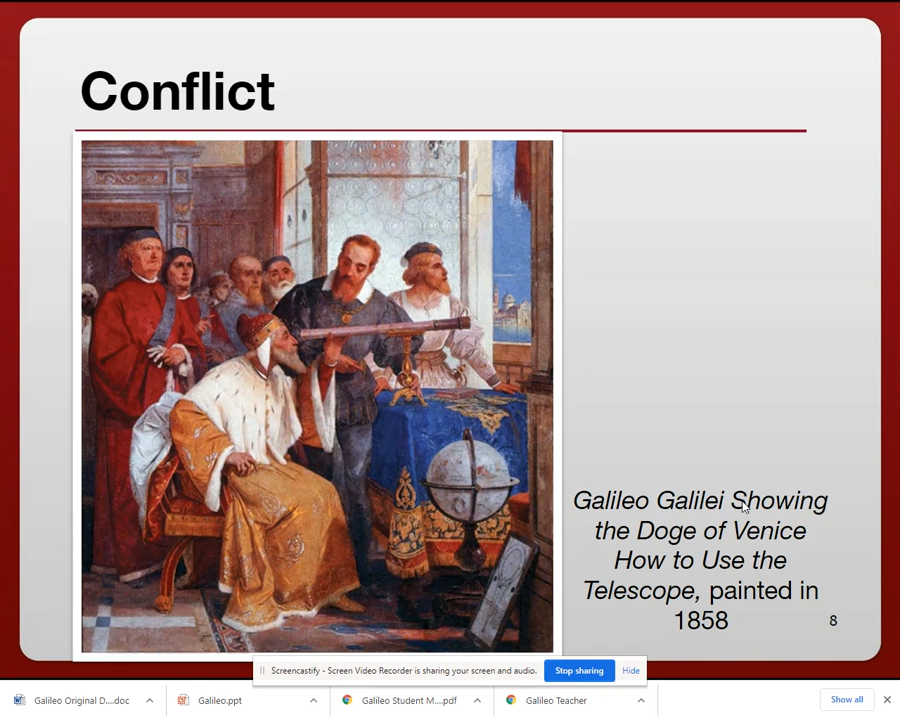 Conflict
Galileo Galilei Showing
the Doge of Venice
How to Use the
Telescope, painted in
1858
8
Screencastify - Screen Video Recorder is sharing your screen and audio.
Stop sharing
Hide
Galileo Original D....doc
Galileo.ppt
Galileo Student M....pdf
Galileo Teacher
Show all